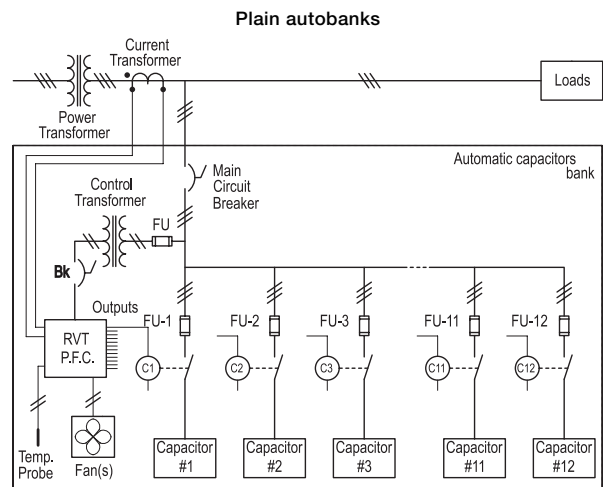 Plain autobanks
Current
Transformer
Power
Transformer
Loads
Automatic capacitors
bank
Main
Circuit
Breaker
Control
Transformer
FU
Bk
Outputs
RVT
P.F.C.
FU-1
FU-2
FU-3
FU-11
FU-12
C1
C2
C3
C11
C12
Temp.
Probe
Fan(s)
Capacitor
#1
Capacitor
#2
Capacitor
#3
Capacitor
#11
Capacitor
#12